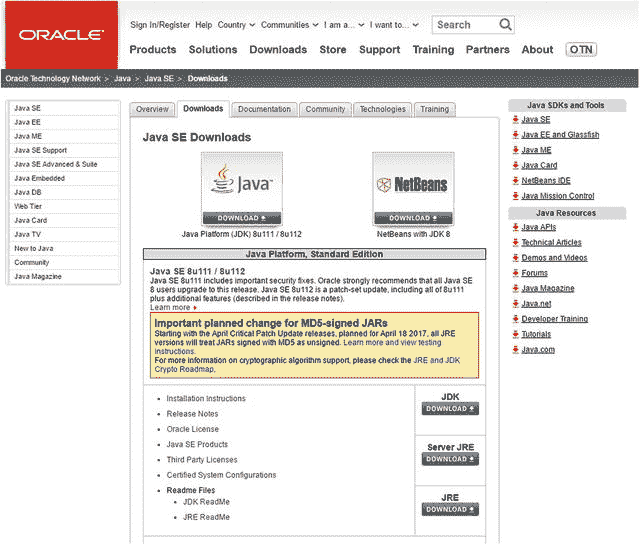 ORACLE
Sign In/Register Help Country Communities I am a... I want to... Search
Products Solutions Downloads Store Support Training Partners About OTN
Oracle Technology Network > Java > Java SE > Downloads
Java SE
Java EE
Java ME
Java SE Support
Java SE Advanced & Suite
Java Embedded
Java DB
Web Tier
Java Card
Java TV
New to Java
Community
Java Magazine
Overview Downloads Documentation Community Technologies Training
Java SE Downloads
Java™
DOWNLOAD
Java Platform (JDK) 8u111 / 8u112
NetBeans
DOWNLOAD
NetBeans with JDK 8
Java Platform, Standard Edition
Java SE 8u111 / 8u112
Java SE 8u111 includes important security fixes. Oracle strongly recommends that all Java SE
8 users upgrade to this release. Java SE 8u112 is a patch-set update, including all of 8u111
plus additional features (described in the release notes).
Learn more
Important planned change for MD5-signed JARs
Starting with the April Critical Patch Update releases, planned for April 18 2017, all JRE
versions will treat JARs signed with MD5 as unsigned. Learn more and view testing
instructions.
For more information on cryptographic algorithm support, please check the JRE and JDK
Crypto Roadmap.
Installation Instructions
Release Notes
Oracle License
Java SE Products
Third Party Licenses
Certified System Configurations
Readme Files
JDK ReadMe
JRE ReadMe
JDK
DOWNLOAD
Server JRE
DOWNLOAD
JRE
DOWNLOAD
Java SDKs and Tools
Java SE
Java EE and Glassfish
Java ME
Java Card
NetBeans IDE
Java Mission Control
Java Resources
Java APIs
Technical Articles
Demos and Videos
Forums
Java Magazine
Java.net
Developer Training
Tutorials
Java.com